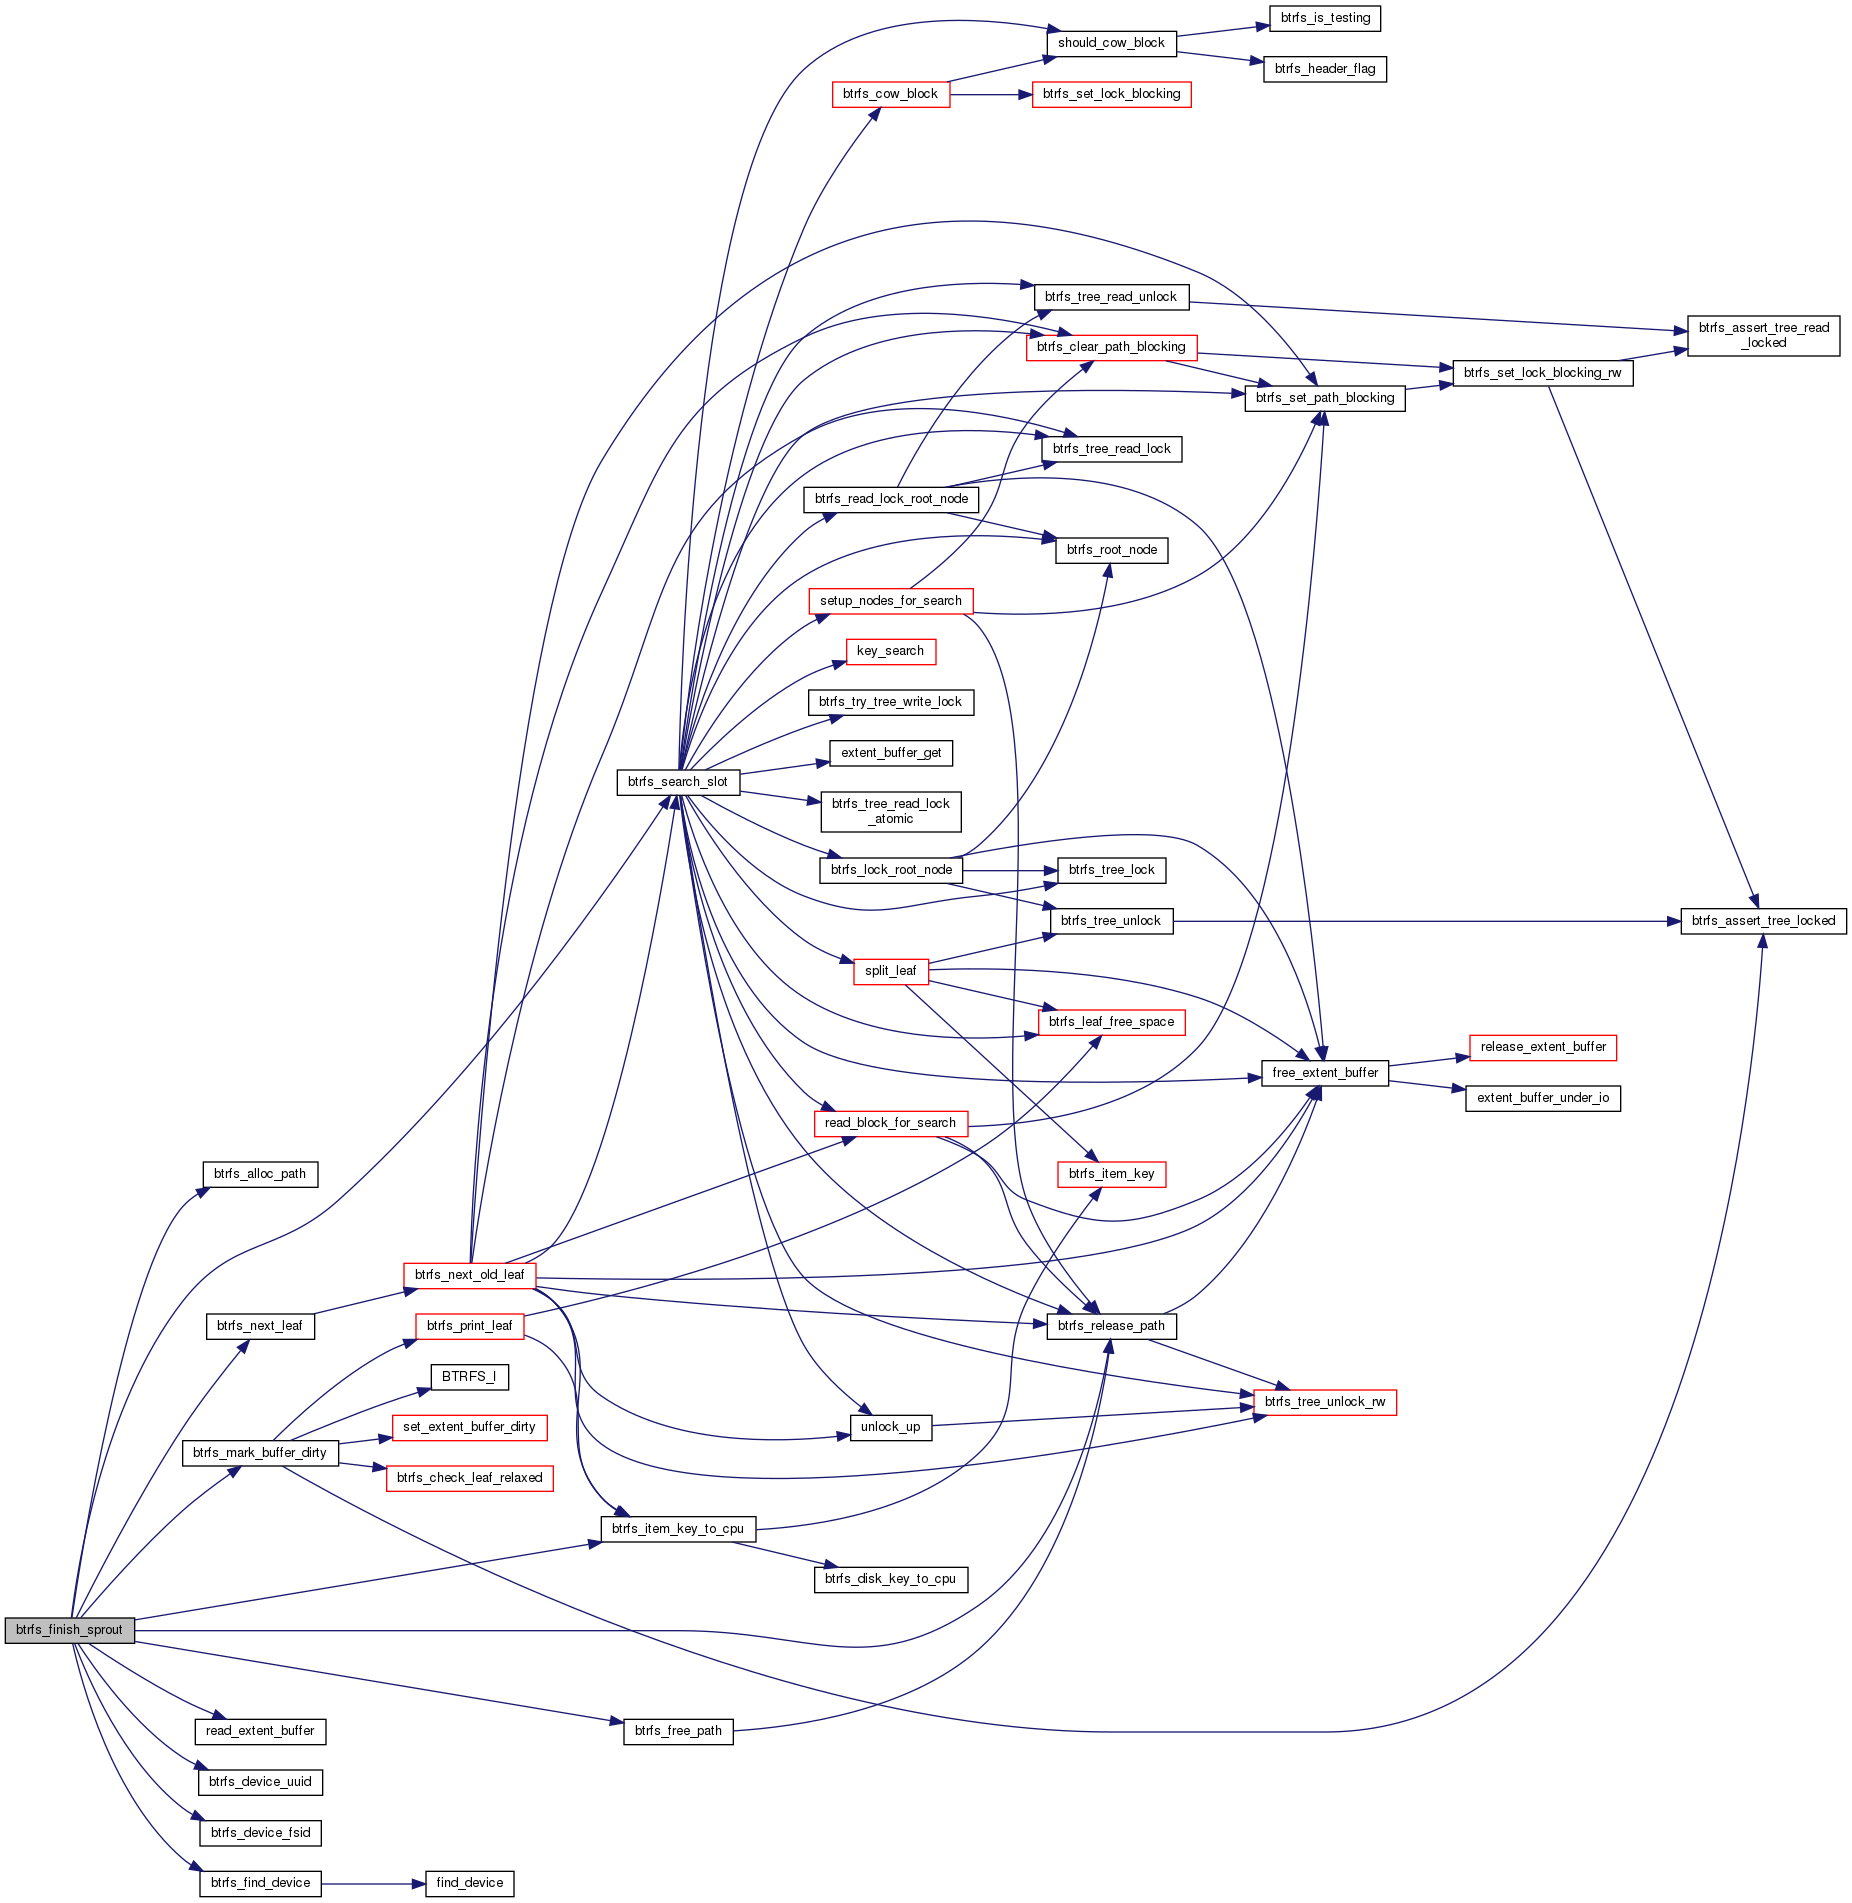 btrfs_is_testing
should_cow_block
btrfs_header_flag
btrfs_cow_block
btrfs_set_lock_blocking
btrfs_tree_read_unlock
btrfs_assert_tree_read
_locked
btrfs_clear_path_blocking
btrfs_set_lock_blocking_rw
btrfs_set_path_blocking
btrfs_tree_read_lock
btrfs_read_lock_root_node
btrfs_root_node
setup_nodes_for_search
key_search
btrfs_try_tree_write_lock
extent_buffer_get
btrfs_search_slot
btrfs_tree_read_lock
_atomic
btrfs_lock_root_node
btrfs_tree_lock
btrfs_tree_unlock
btrfs_assert_tree_locked
split_leaf
btrfs_leaf_free_space
release_extent_buffer
free_extent_buffer
extent_buffer_under_io
read_block_for_search
btrfs_alloc_path
btrfs_item_key
btrfs_next_old_leaf
btrfs_next_leaf
btrfs_print_leaf
btrfs_release_path
BTRFS_I
btrfs_tree_unlock_rw
set_extent_buffer_dirty
unlock_up
btrfs_mark_buffer_dirty
btrfs_check_leaf_relaxed
btrfs_item_key_to_cpu
btrfs_disk_key_to_cpu
btrfs_finish_sprout
read_extent_buffer
btrfs_free_path
btrfs_device_uuid
btrfs_device_fsid
btrfs_find_device
find_device